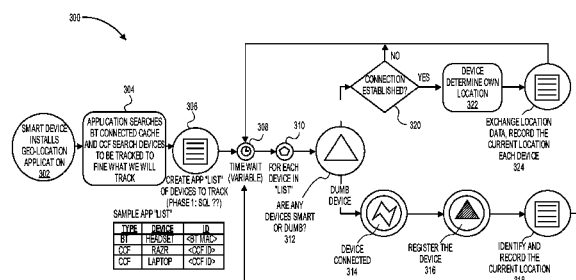 300
304
APPLICATION SEARCHES
BT CONNECTED CACHE
AND CCF SEARCH DEVICES
TO BE TRACKED TO
FINE WHAT WE WILL
TRACK
SMART DEVICE
INSTALLS
GEO-LOCATION
APPLICATION
302
306
CREATE APP "LIST"
OF DEVICES TO TRACK
(PHASE 1: SQL ??)
308
TIME WAIT
(VARIABLE)
310
FOR EACH
DEVICE IN
"LIST"
ARE ANY
DEVICES SMART
OR DUMB?
312
DUMB
DEVICE
NO
CONNECTION
ESTABLISHED?
320
YES
DEVICE
DETERMINE OWN
LOCATION
322
EXCHANGE LOCATION
DATA, RECORD THE
CURRENT LOCATION
EACH DEVICE
324
DEVICE
CONNECTED
314
REGISTER THE
DEVICE
316
IDENTIFY AND
RECORD THE
CURRENT LOCATION
318
SAMPLE APP "LIST"
TYPE DEVICE ID
BT HEADSET <BT MAC>
CCF RAZR <CCF ID>
CCF LAPTOP <CCF ID>